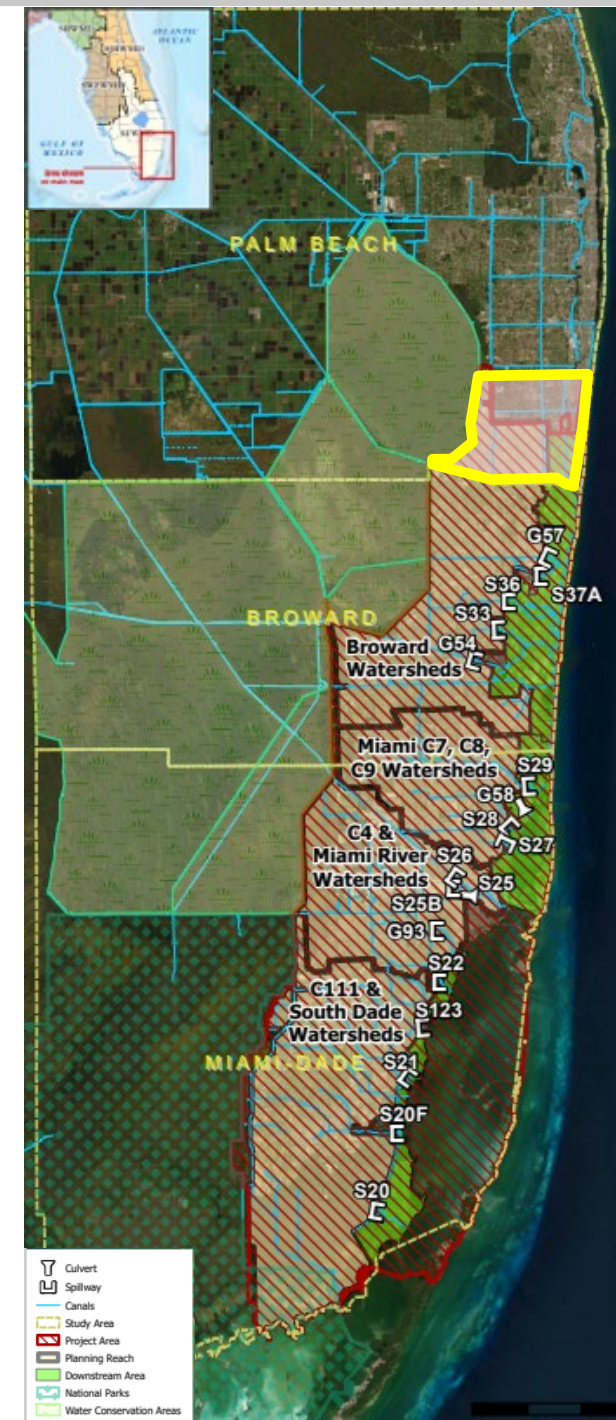 ATLANTIC
OCEAN
GULF OF
MEXICO
PALM BEACH
G57
S37A
S36
S33
BROWARD
G54
Broward
Watersheds
Miami C7, C8,
C9 Watersheds
S29
G58
S28
S27
C4 &
Miami River
Watersheds
S26
S25
S25B
G93
S22
C111 &
South Dade
Watersheds
S123
MIAMI-DADE
S21
S20F
S20
Culvert
Spillway
Canals
Study Area
Project Area
Planning Reach
Downstream Area
National Parks
Water Conservation Areas